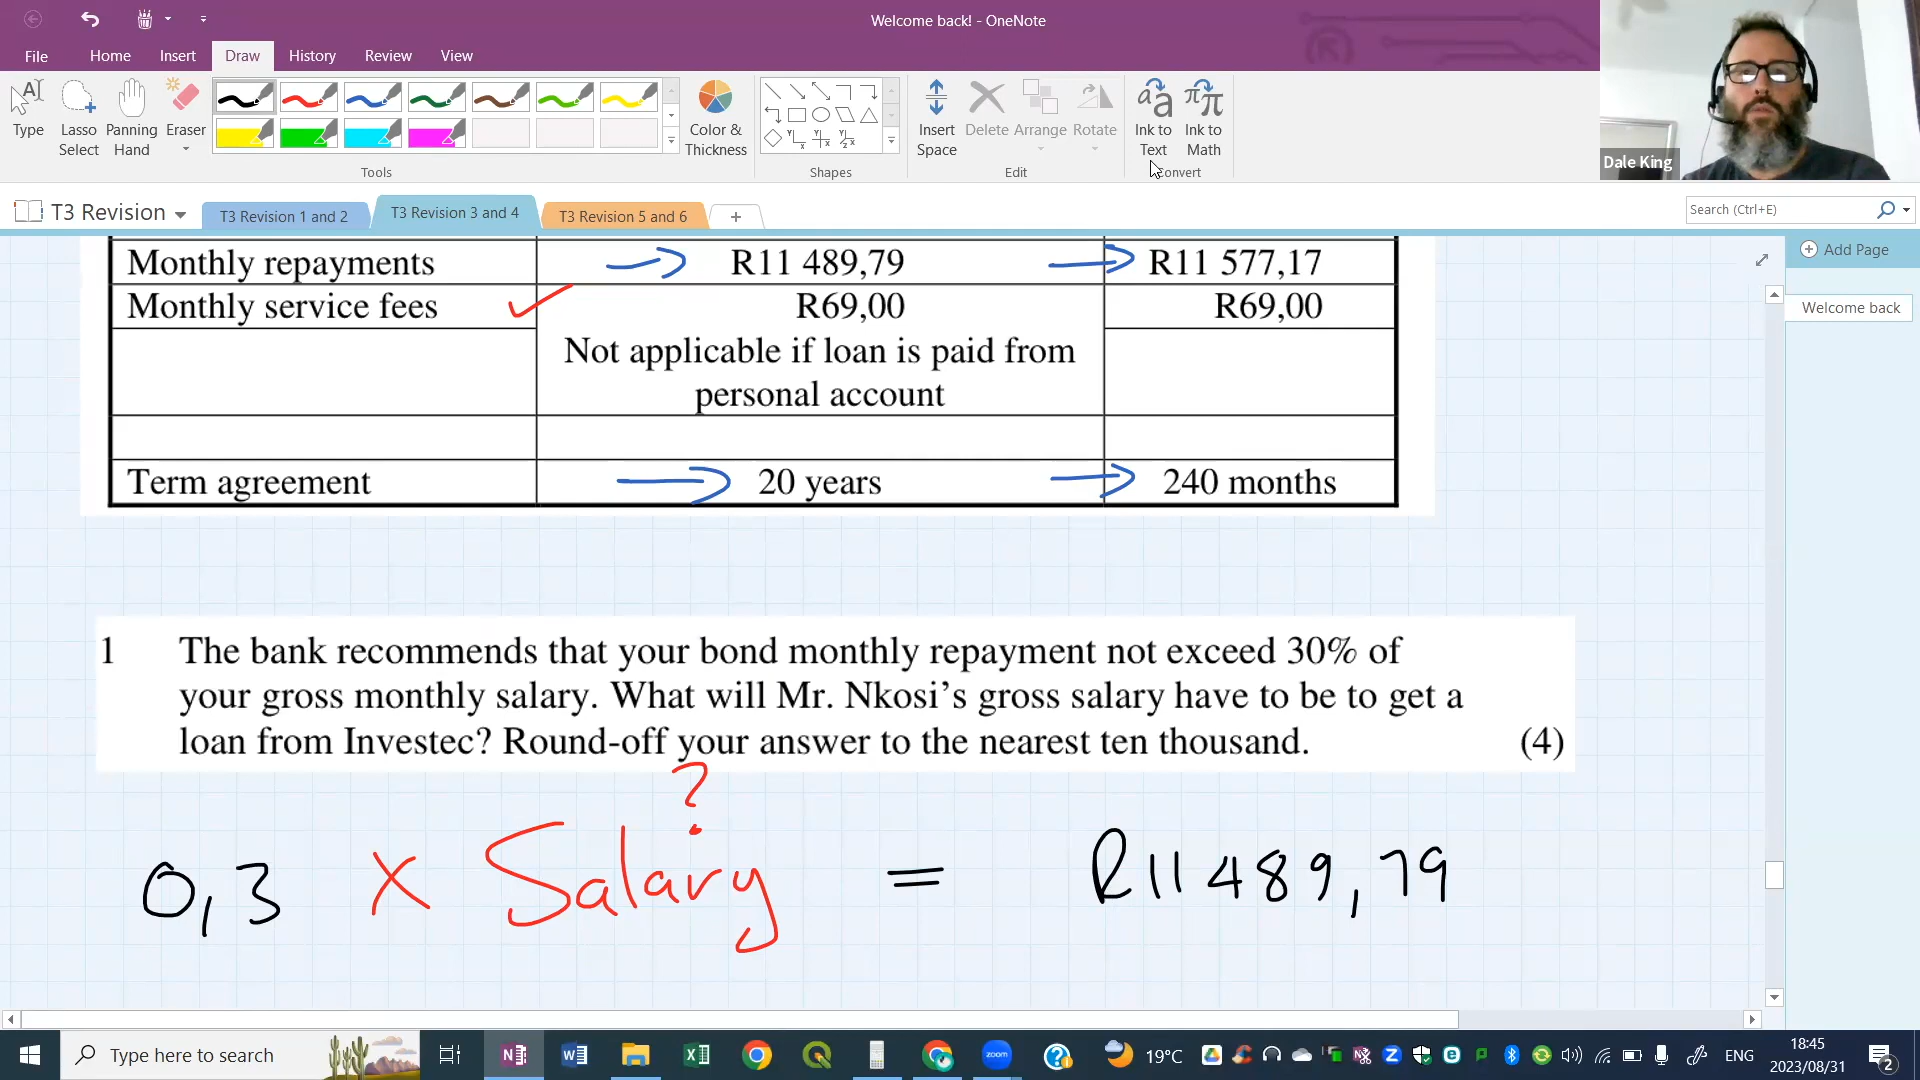 Welcome back! - OneNote
File Home Insert Draw History Review View
Type
Lasso Select
Panning Hand
Eraser
Color & Thickness
Insert Space
Delete
Arrange
Rotate
Ink to Text
Ink to Math
Tools
Shapes
Edit
Convert
Dale King
T3 Revision
T3 Revision 1 and 2
T3 Revision 3 and 4
T3 Revision 5 and 6
Search (Ctrl+E)
Add Page
Welcome back
Monthly repayments R11 489,79 R11 577,17
Monthly service fees R69,00 R69,00
Not applicable if loan is paid from
personal account
Term agreement 20 years 240 months
1 The bank recommends that your bond monthly repayment not exceed 30% of
your gross monthly salary. What will Mr. Nkosi's gross salary have to be to get a
loan from Investec? Round-off your answer to the nearest ten thousand. (4)
?
0,3 x Salary = R11489,79
Type here to search
zoom
19°C
ENG
18:45
2023/08/31
2